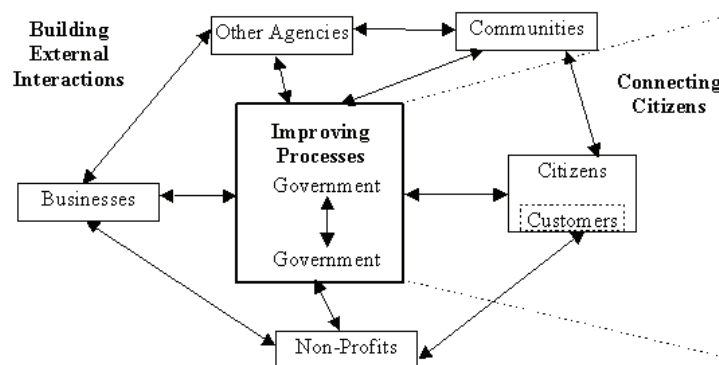 Building
External
Interactions
Other Agencies
Communities
Connecting
Citizens
Improving
Processes
Government
Government
Businesses
Citizens
Customers
Non-Profits